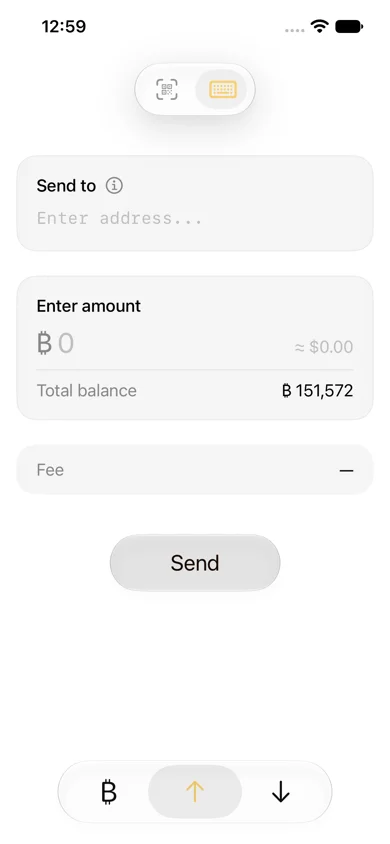 12:59
Send to
Enter address...
Enter amount
₿ 0
≈ $0.00
Total balance
₿ 151,572
Fee
—
Send
₿